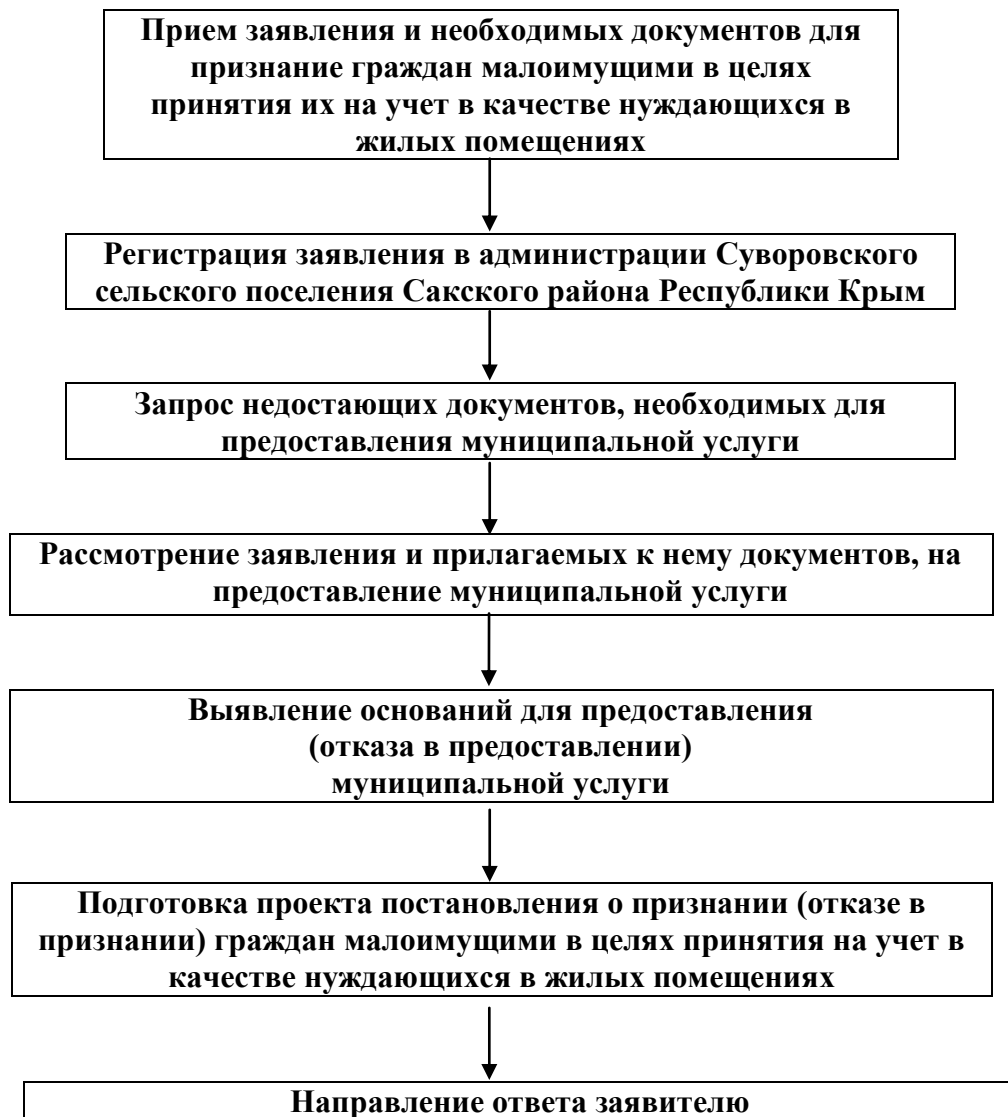 Прием заявления и необходимых документов для
признание граждан малоимущими в целях
принятия их на учет в качестве нуждающихся в
жилых помещениях
Регистрация заявления в администрации Суворовского
сельского поселения Сакского района Республики Крым
Запрос недостающих документов, необходимых для
предоставления муниципальной услуги
Рассмотрение заявления и прилагаемых к нему документов, на
предоставление муниципальной услуги
Выявление оснований для предоставления
(отказа в предоставлении)
муниципальной услуги
Подготовка проекта постановления о признании (отказе в
признании) граждан малоимущими в целях принятия на учет в
качестве нуждающихся в жилых помещениях
Направление ответа заявителю